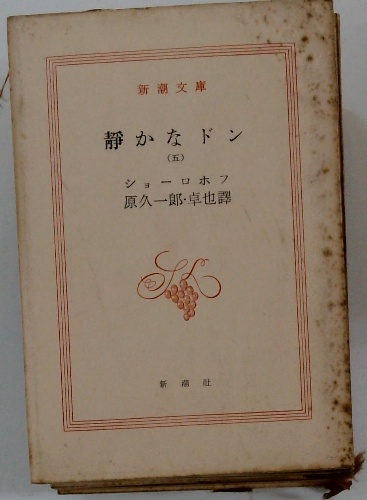 新潮文庫
靜かなドン
(五)
ショーロホフ
原久一郎・卓也譯
新潮社